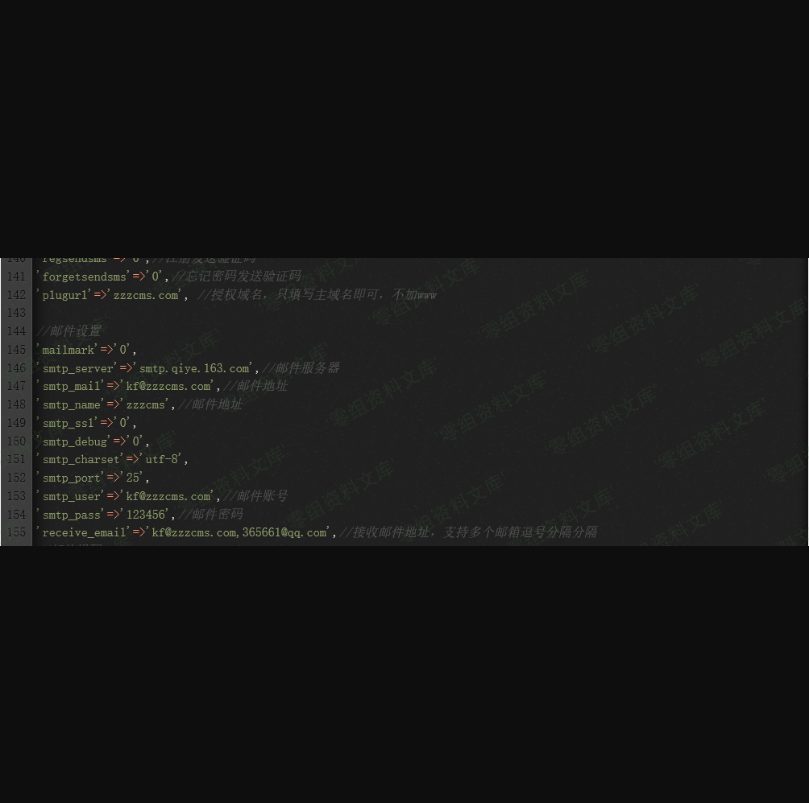 140 'regsendsms'=>'0',//注册发送验证码
141 'forgetsendsms'=>'0',//忘记密码发送验证码
142 'plugurl'=>'zzzcms.com', //授权域名，只填写主域名即可，不加www
143
144 //邮件设置
145 'mailmark'=>'0',
146 'smtp_server'=>'smtp.qiye.163.com',//邮件服务器
147 'smtp_mail'=>'kf@zzzcms.com',//邮件地址
148 'smtp_name'=>'zzzcms',//邮件地址
149 'smtp_ssl'=>'0',
150 'smtp_debug'=>'0',
151 'smtp_charset'=>'utf-8',
152 'smtp_port'=>'25',
153 'smtp_user'=>'kf@zzzcms.com',//邮件账号
154 'smtp_pass'=>'123456',//邮件密码
155 'receive_email'=>'kf@zzzcms.com,365661@qq.com',//接收邮件地址，支持多个邮箱逗号分隔分隔
零组资料文库